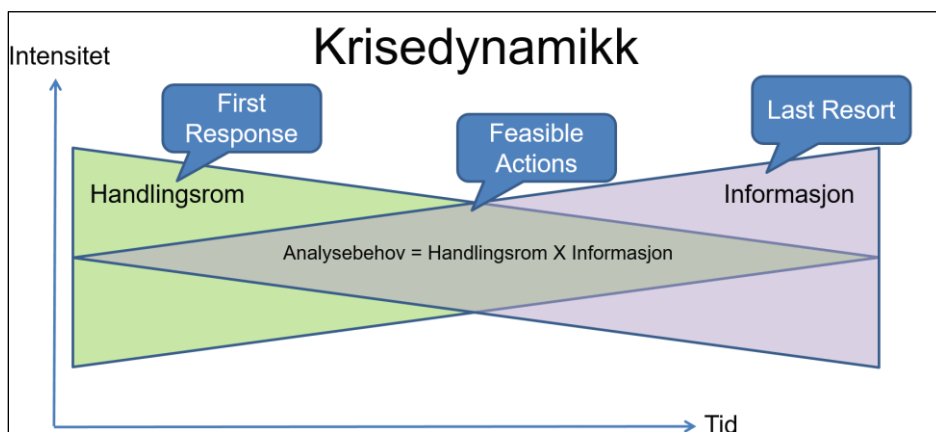 Krisedynamikk
Intensitet
First
Response
Feasible
Actions
Last Resort
Handlingsrom
Informasjon
Analysebehov = Handlingsrom X Informasjon
Tid